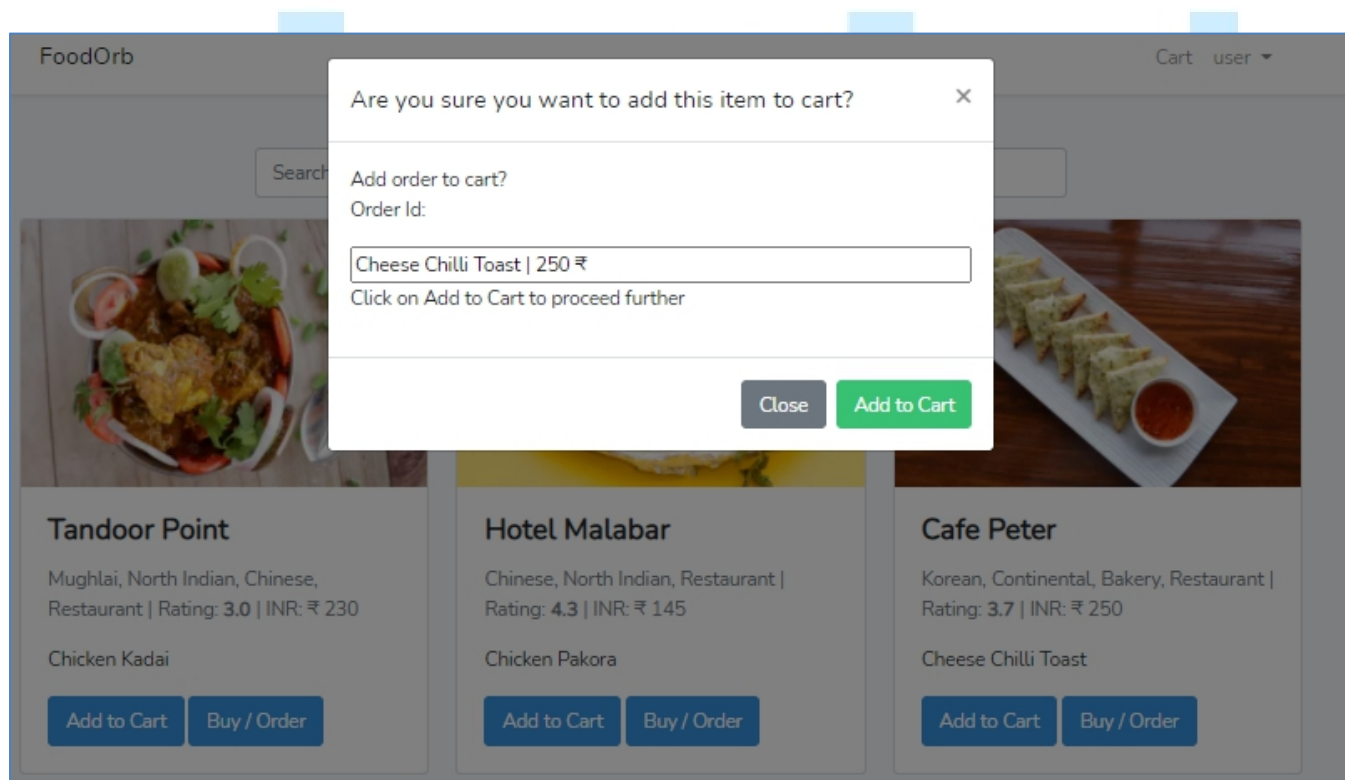 FoodOrb
Cart user
Are you sure you want to add this item to cart?
×
Search
Add order to cart?
Order Id:
Cheese Chilli Toast | 250 ₹
Click on Add to Cart to proceed further
Close Add to Cart
Tandoor Point
Mughlai, North Indian, Chinese,
Restaurant | Rating: 3.0 | INR: ₹ 230
Chicken Kadai
Add to Cart Buy / Order
Hotel Malabar
Chinese, North Indian, Restaurant |
Rating: 4.3 | INR: ₹ 145
Chicken Pakora
Add to Cart Buy / Order
Cafe Peter
Korean, Continental, Bakery, Restaurant |
Rating: 3.7 | INR: ₹ 250
Cheese Chilli Toast
Add to Cart Buy / Order